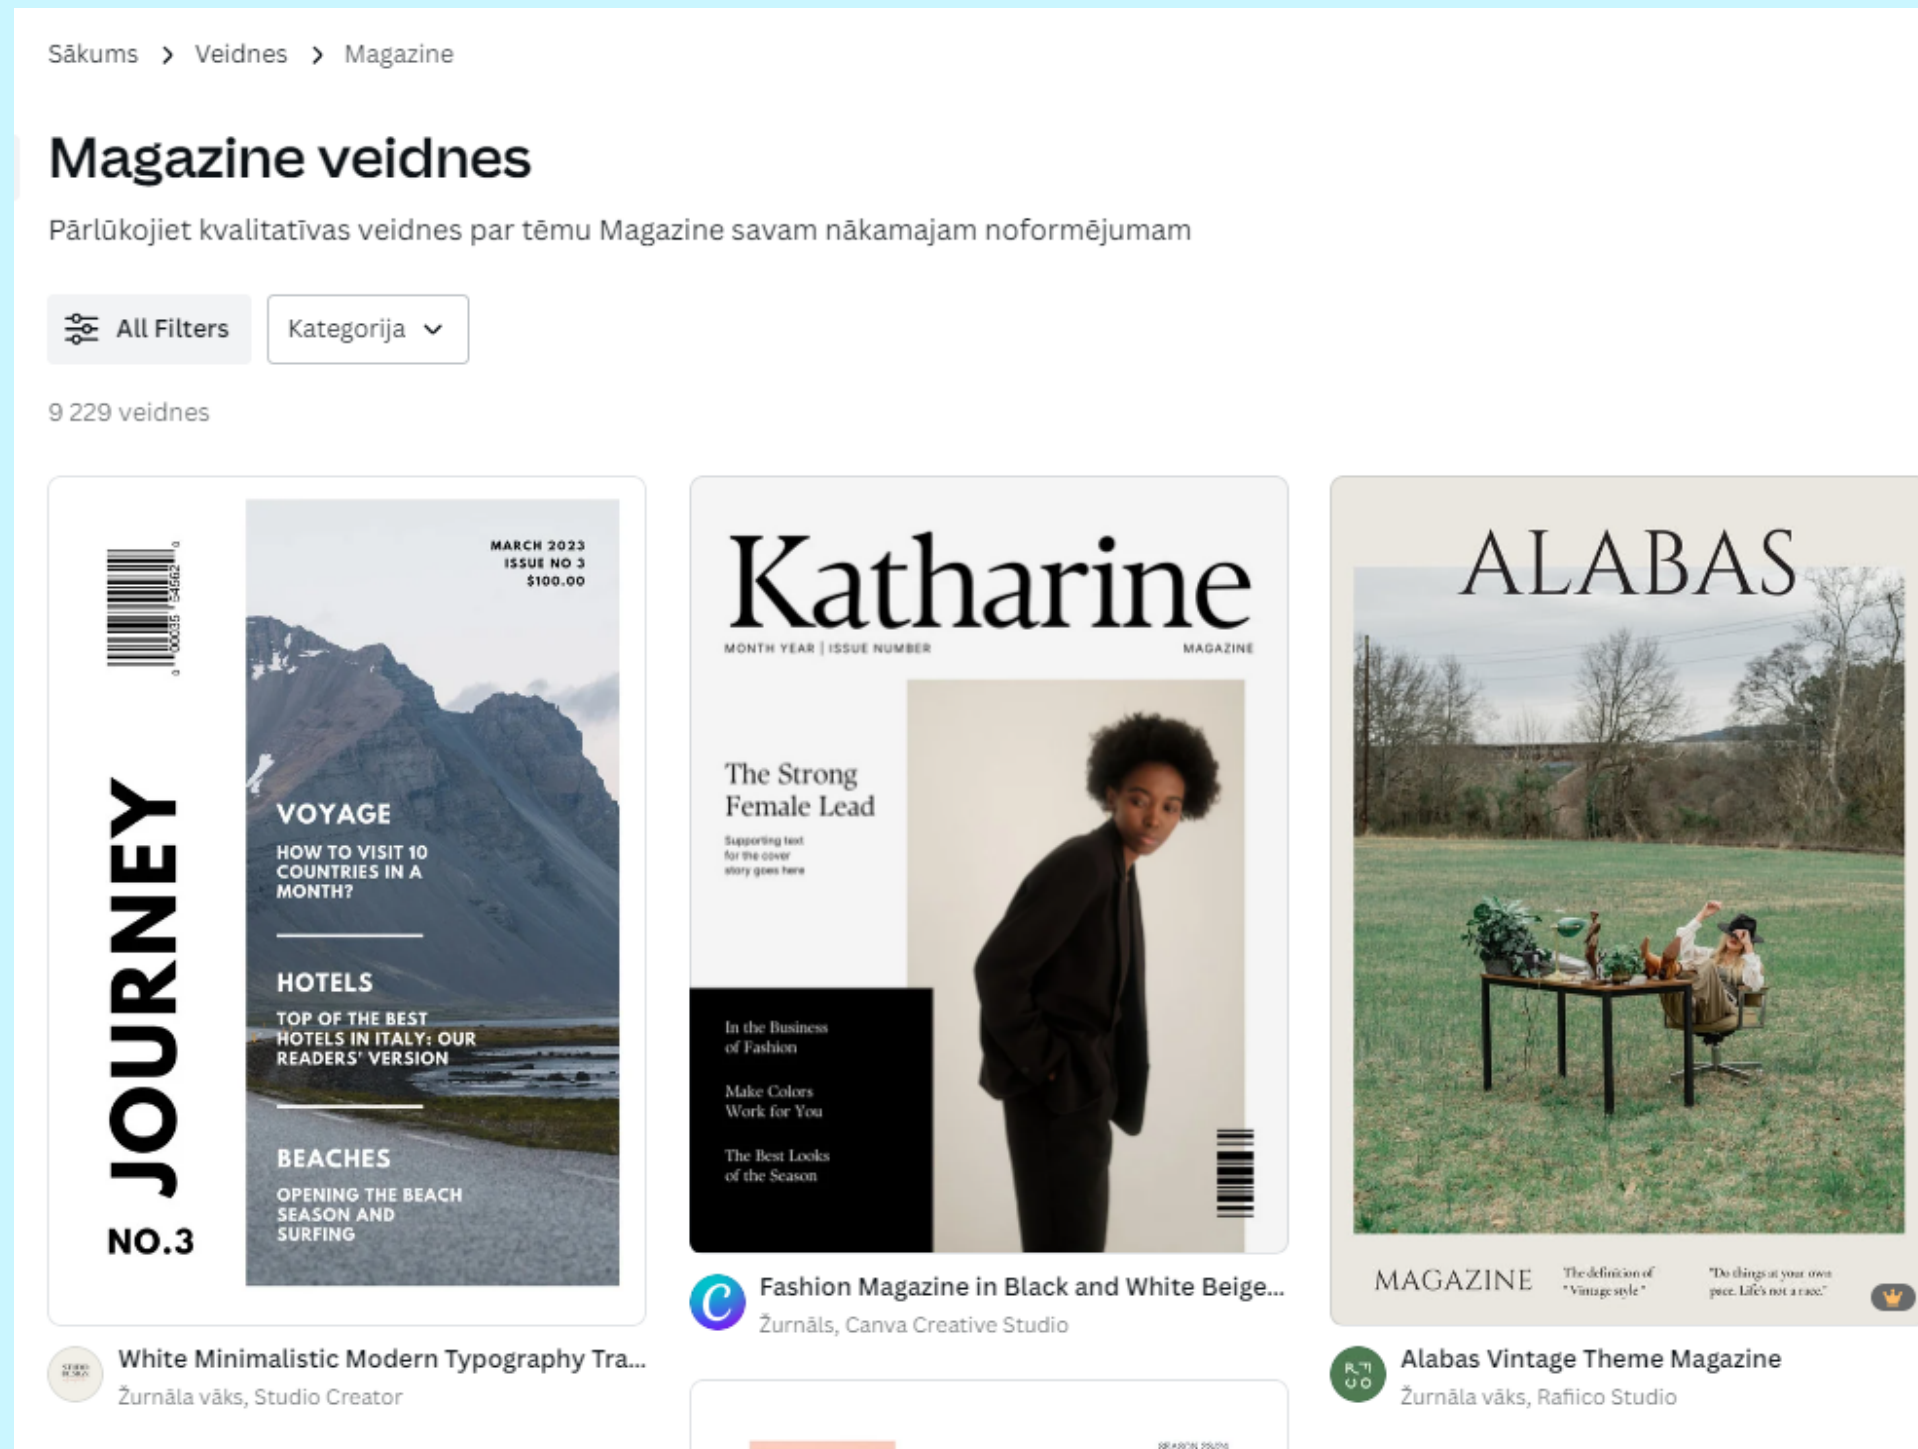 Sākums > Veidnes > Magazine
Magazine veidnes
Pārlūkojiet kvalitatīvas veidnes par tēmu Magazine savam nākamajam noformējumam
All Filters
Kategorija
9 229 veidnes
MARCH 2023
ISSUE NO 3
$100.00
JOURNEY
NO.3
VOYAGE
HOW TO VISIT 10
COUNTRIES IN A
MONTH?
HOTELS
TOP OF THE BEST
HOTELS IN ITALY: OUR
READERS' VERSION
BEACHES
OPENING THE BEACH
SEASON AND
SURFING
White Minimalistic Modern Typography Tra...
Žurnāla vāks, Studio Creator
Katharine
MONTH YEAR | ISSUE NUMBER
MAGAZINE
The Strong
Female Lead
Supporting text
for the cover
story goes here
In the Business
of Fashion
Make Colors
Work for You
The Best Looks
of the Season
Fashion Magazine in Black and White Beige...
Žurnāls, Canva Creative Studio
ALABAS
MAGAZINE
The definition of
"Vintage style"
"Do things at your own
pace. Life's not a race."
Alabas Vintage Theme Magazine
Žurnāla vāks, Rafiico Studio